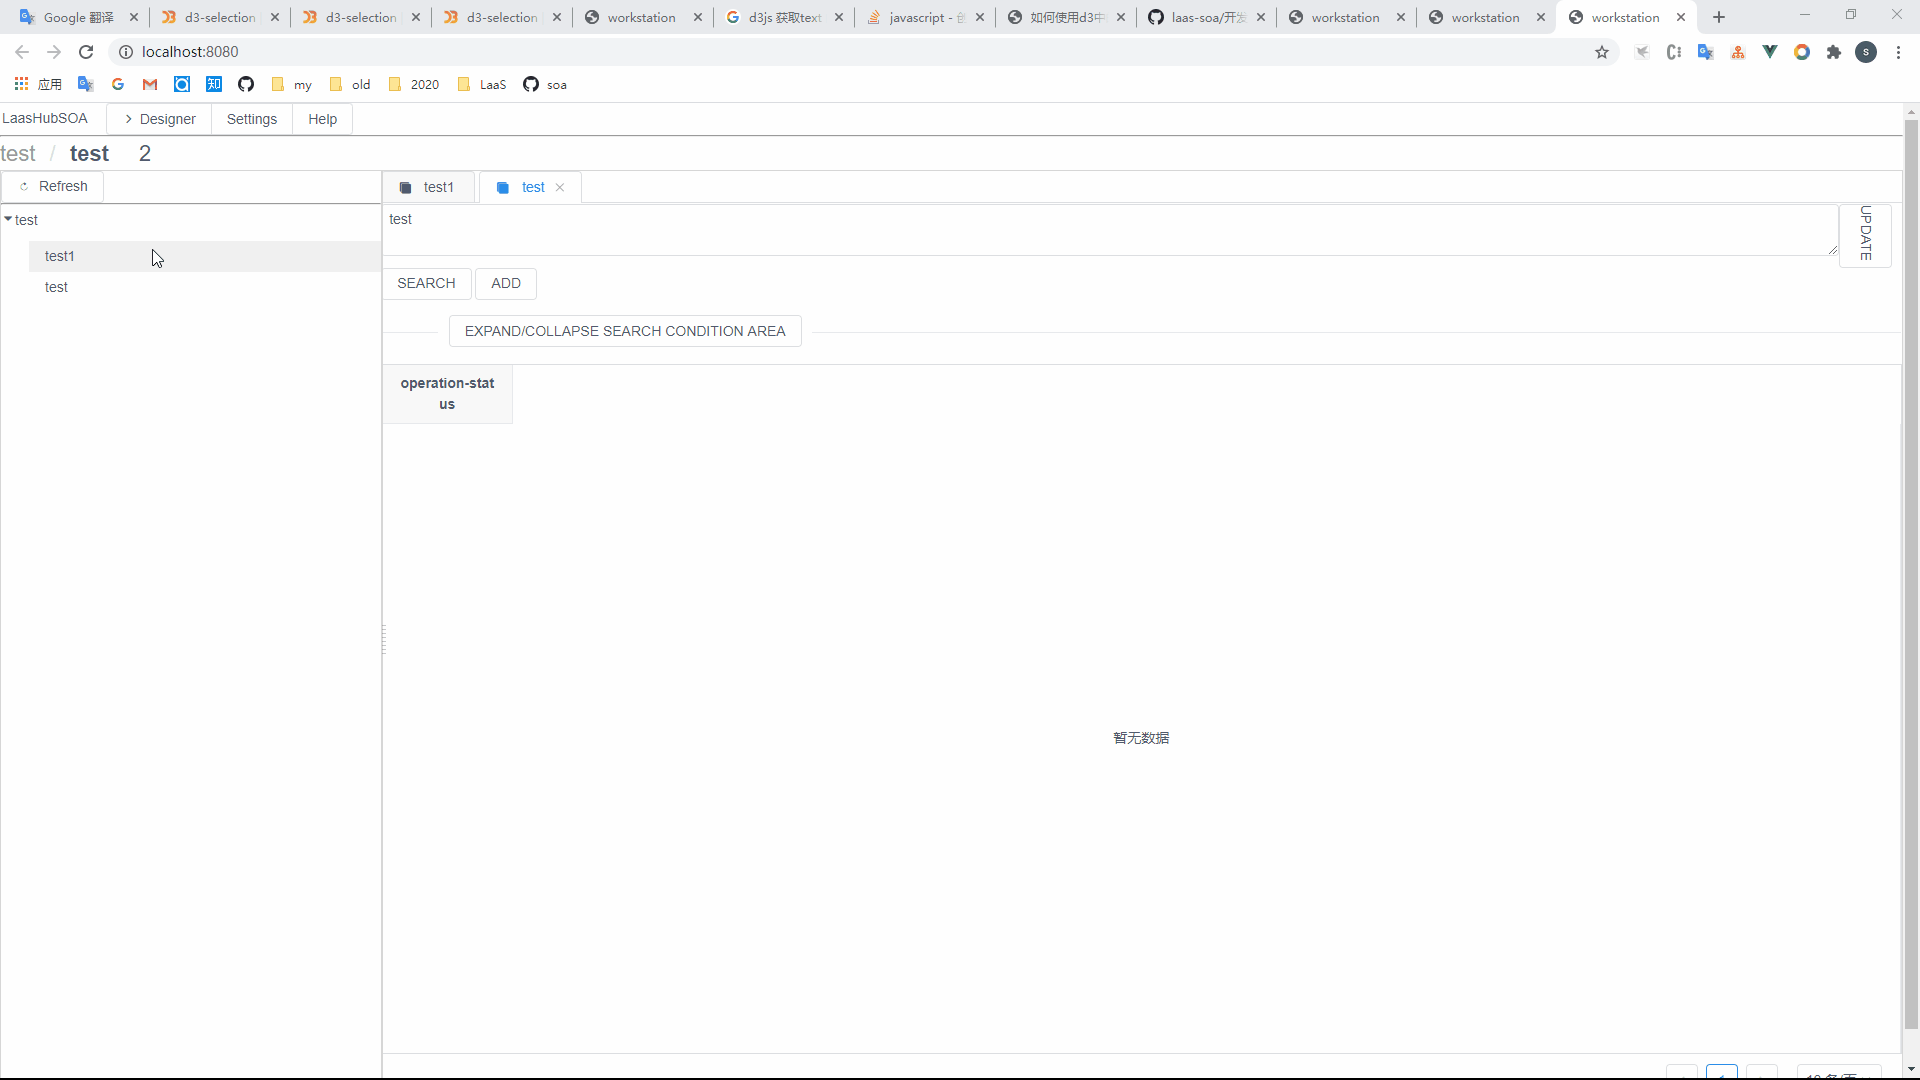 Google 翻译
d3-selection
d3-selection
d3-selection
workstation
d3js 获取text
javascript - 创
如何使用d3中
laas-soa/开发
workstation
workstation
workstation
localhost:8080
S
应用
my
old
2020
LaaS
soa
LaasHubSOA
Designer
Settings
Help
test / test 2
Refresh
test1
test
test
test
UPDATE
test1
test
SEARCH
ADD
EXPAND/COLLAPSE SEARCH CONDITION AREA
operation-stat
us
暂无数据